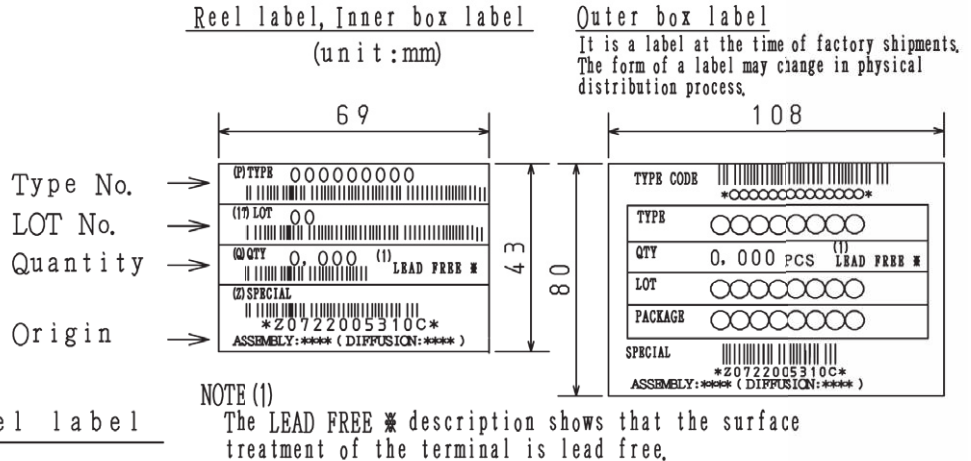 Reel label, Inner box label
(unit:mm)
Outer box label
It is a label at the time of factory shipments.
The form of a label may change in physical
distribution process.
69
108
Type No.
LOT No.
Quantity
Origin
(P)TYPE 000000000
(1T) LOT 00
(Q)QTY 0,000 (1) LEAD FREE ※
(Z)SPECIAL
*Z0722005310C*
ASSEMBLY:**** (DIFFUSION:**** )
43
80
TYPE CODE
*○○○○○○○○○○○○○○*
TYPE ○○○○○○○○
QTY 0,000 PCS (1) LEAD FREE ※
LOT ○○○○○○○○
PACKAGE ○○○○○○○○
SPECIAL
*Z0722005310C*
ASSEMBLY:**** (DIFFUSION:**** )
NOTE (1)
The LEAD FREE ※ description shows that the surface
treatment of the terminal is lead free.
el label